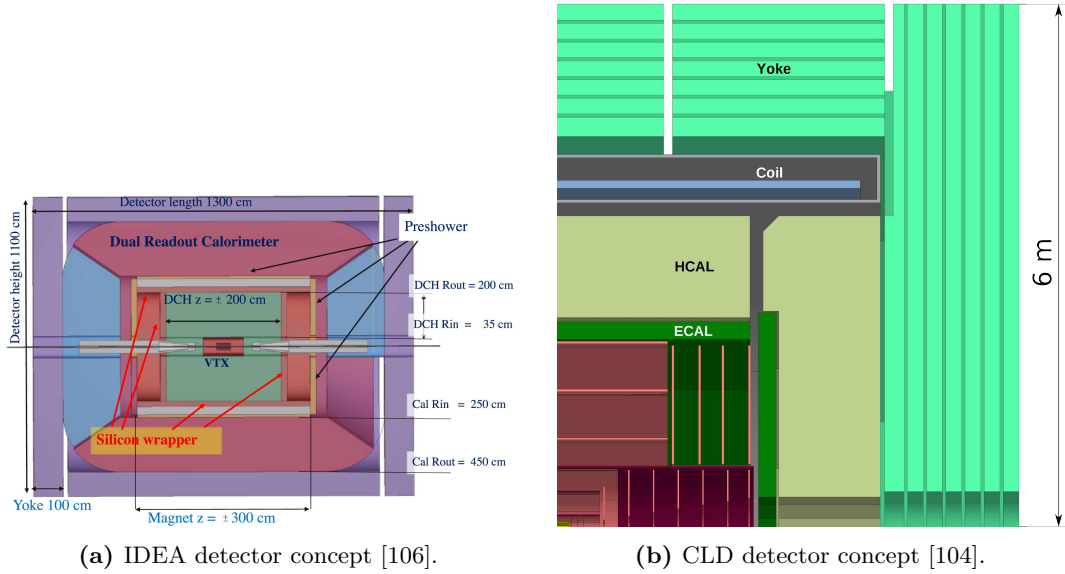 Detector length 1300 cm
Detector height 1100 cm
Dual Readout Calorimeter
Preshower
DCH z = ± 200 cm
DCH Rout = 200 cm
DCH Rin = 35 cm
VTX
Cal Rin = 250 cm
Silicon wrapper
Cal Rout = 450 cm
Yoke 100 cm
Magnet z = ±300 cm
(a) IDEA detector concept [106].
Yoke
Coil
HCAL
ECAL
6 m
(b) CLD detector concept [104].